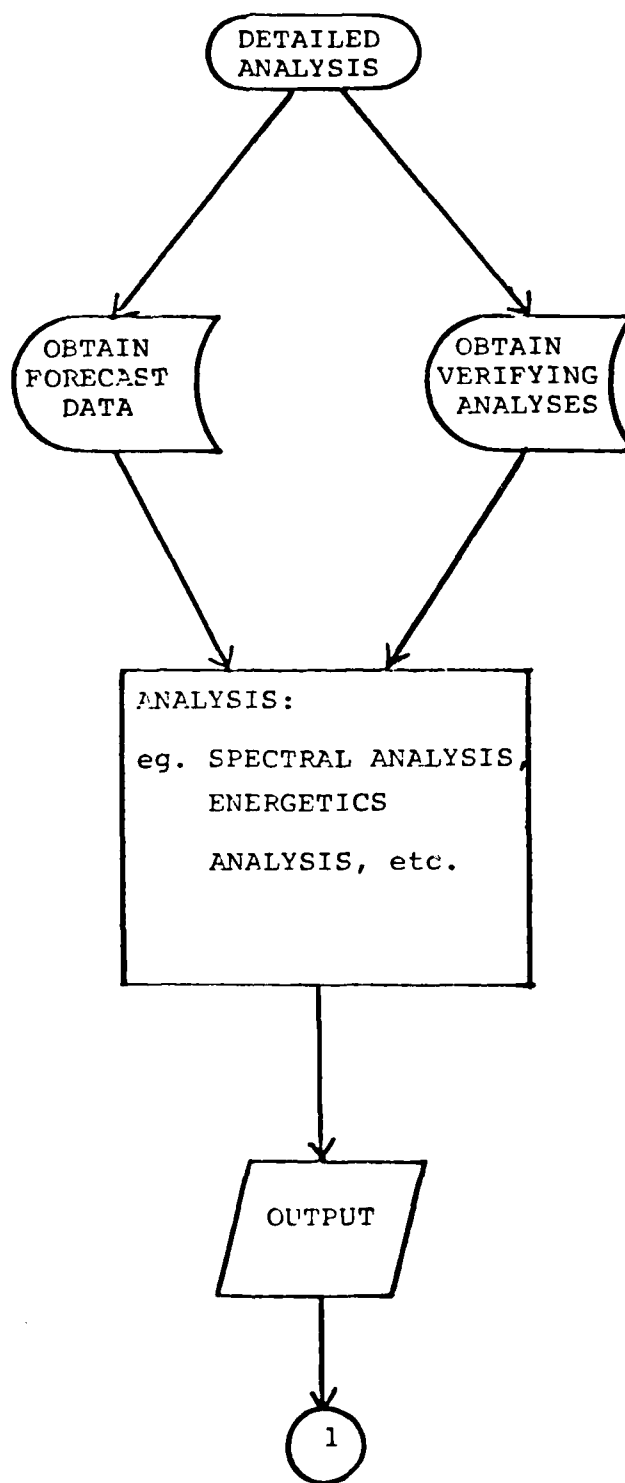 DETAILED
ANALYSIS
OBTAIN
FORECAST
DATA
OBTAIN
VERIFYING
ANALYSES
ANALYSIS:
eg. SPECTRAL ANALYSIS,
ENERGETICS
ANALYSIS, etc.
OUTPUT
1